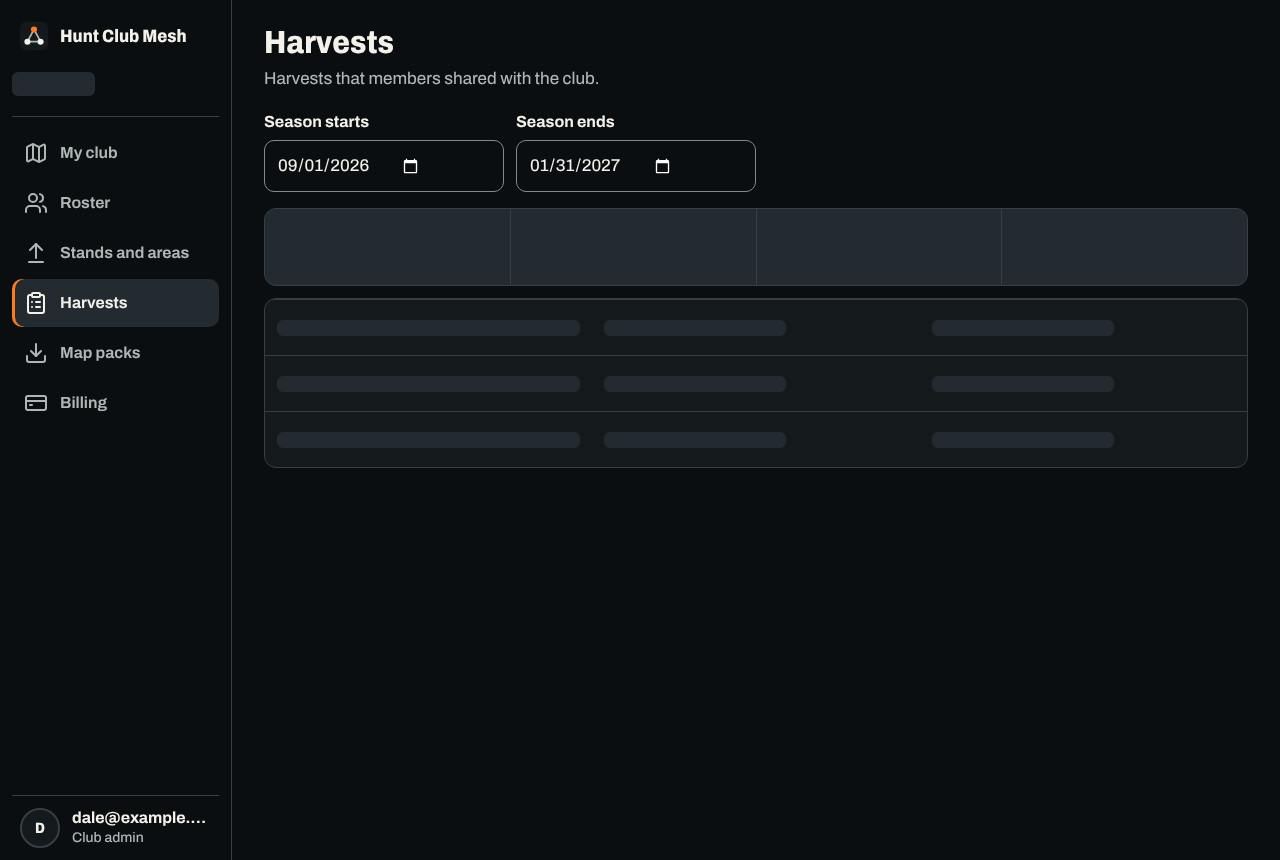 Hunt Club Mesh
My club
Roster
Stands and areas
Harvests
Map packs
Billing
D
dale@example....
Club admin
Harvests
Harvests that members shared with the club.
Season starts
Season ends
09/01/2026
01/31/2027